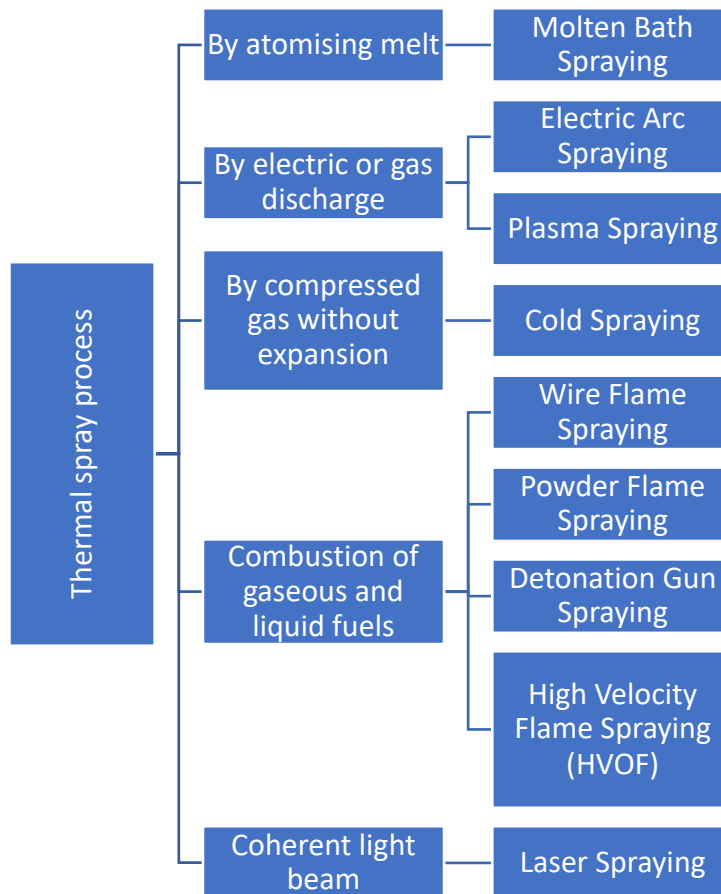 Thermal spray process
By atomising melt
Molten Bath
Spraying
By electric or gas
discharge
Electric Arc
Spraying
Plasma Spraying
By compressed
gas without
expansion
Cold Spraying
Combustion of
gaseous and
liquid fuels
Wire Flame
Spraying
Powder Flame
Spraying
Detonation Gun
Spraying
High Velocity
Flame Spraying
(HVOF)
Coherent light
beam
Laser Spraying